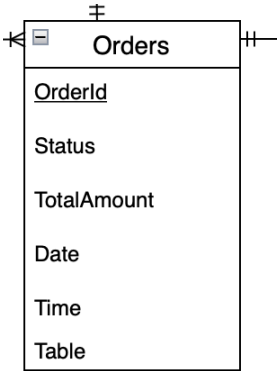 Orders
OrderId
Status
TotalAmount
Date
Time
Table